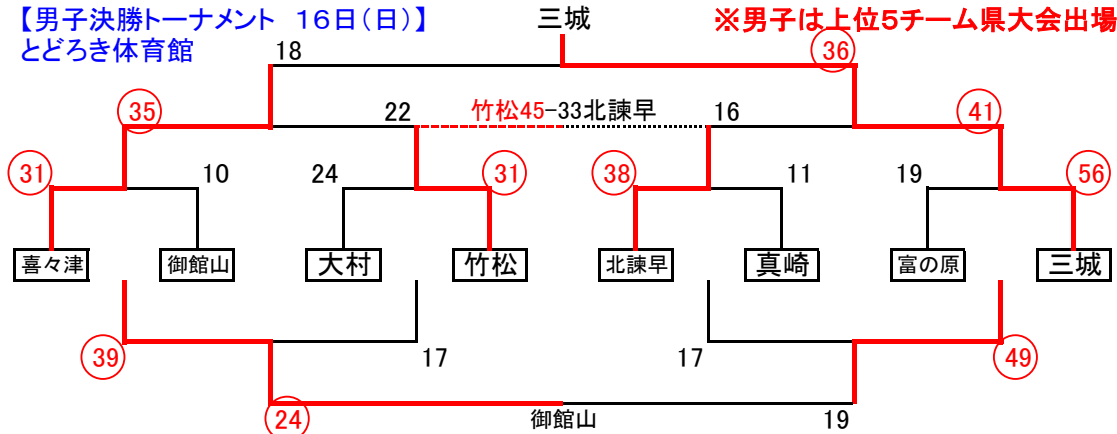 【男子決勝トーナメント　１６日（日）】
三城
※男子は上位５チーム県大会出場
とどろき体育館
18
36
35
22
竹松45-33北諫早
16
41
31
10
24
31
38
11
19
56
喜々津
御館山
大村
竹松
北諫早
真崎
富の原
三城
39
17
17
49
24
御館山
19